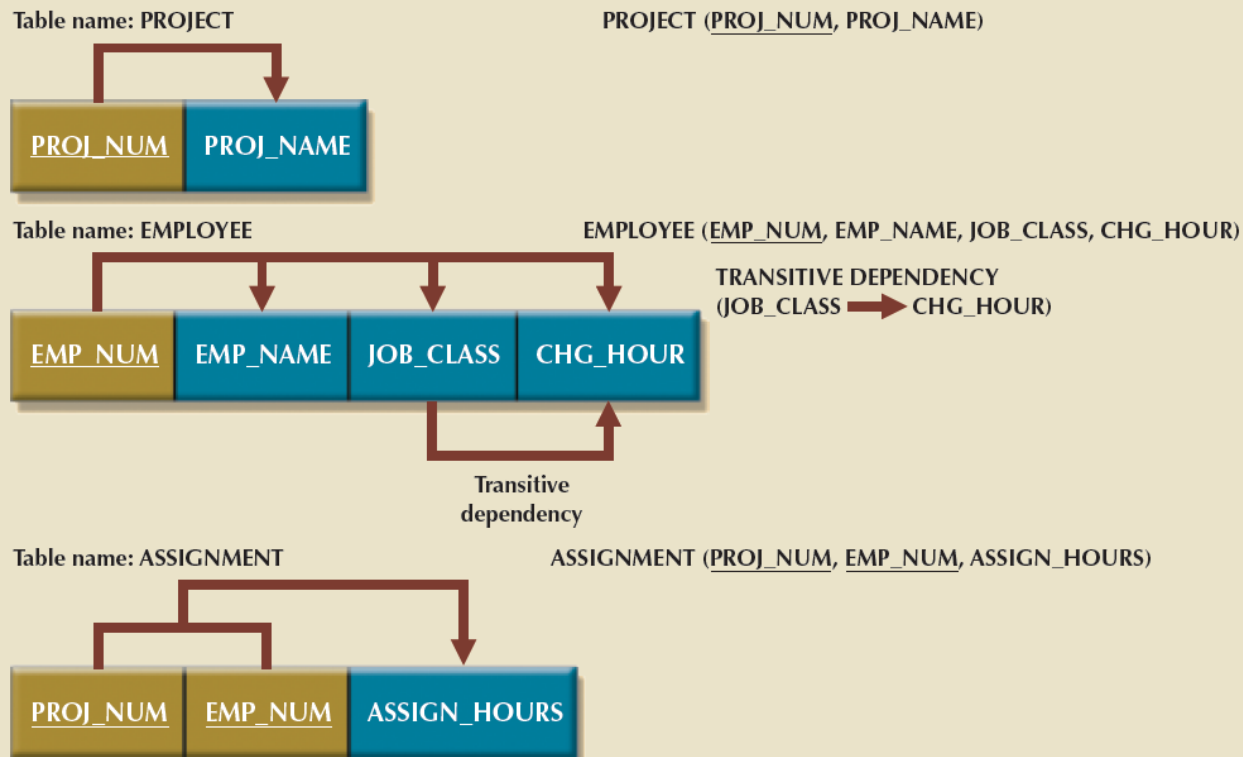 Table name: PROJECT
PROJECT (PROJ_NUM, PROJ_NAME)
PROJ_NUM
PROJ_NAME
Table name: EMPLOYEE
EMPLOYEE (EMP_NUM, EMP_NAME, JOB_CLASS, CHG_HOUR)
TRANSITIVE DEPENDENCY
(JOB_CLASS CHG_HOUR)
EMP_NUM
EMP_NAME
JOB_CLASS
CHG_HOUR
Transitive
dependency
Table name: ASSIGNMENT
ASSIGNMENT (PROJ_NUM, EMP_NUM, ASSIGN_HOURS)
PROJ_NUM
EMP_NUM
ASSIGN_HOURS